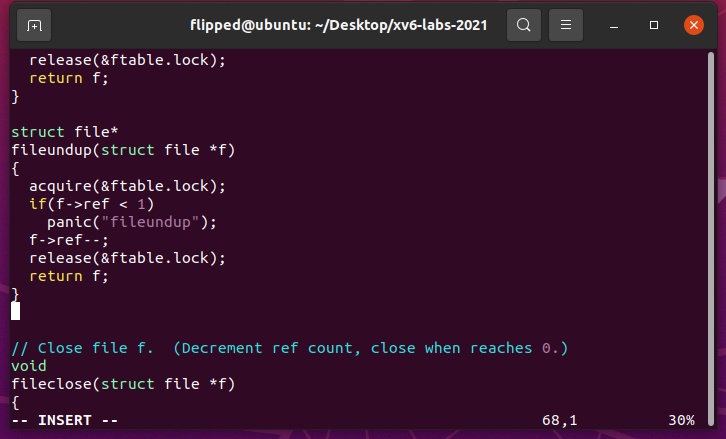 flipped@ubuntu: ~/Desktop/xv6-labs-2021
  release(&ftable.lock);
  return f;
}
struct file*
fileundup(struct file *f)
{
  acquire(&ftable.lock);
  if(f->ref < 1)
    panic("fileundup");
  f->ref--;
  release(&ftable.lock);
  return f;
}
// Close file f.  (Decrement ref count, close when reaches 0.)
void
fileclose(struct file *f)
{
-- INSERT -- 68,1 30%